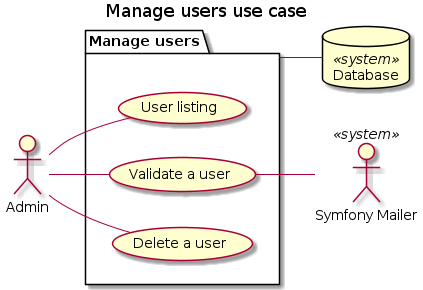 Manage users use case
Manage users
«system»
Database
User listing
«system»
Validate a user
Admin
Symfony Mailer
Delete a user